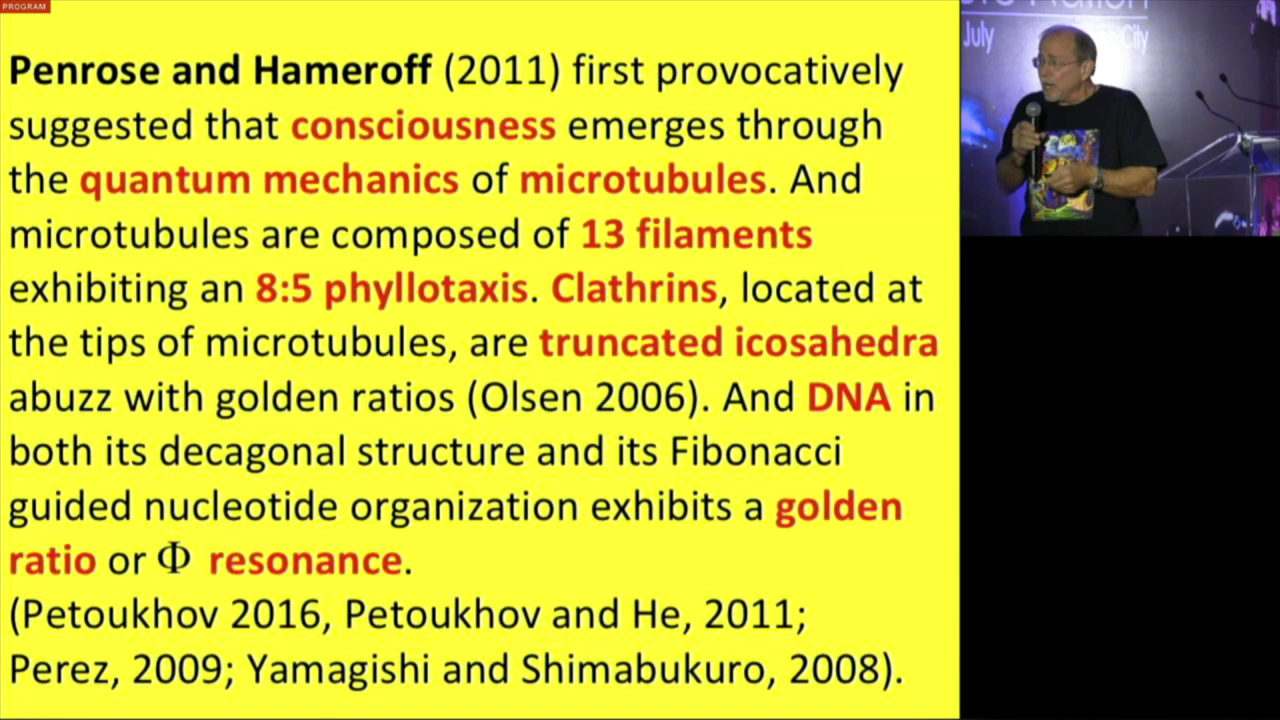 PROGRAM
Penrose and Hameroff (2011) first provocatively
suggested that consciousness emerges through
the quantum mechanics of microtubules. And
microtubules are composed of 13 filaments
exhibiting an 8:5 phyllotaxis. Clathrins, located at
the tips of microtubules, are truncated icosahedra
abuzz with golden ratios (Olsen 2006). And DNA in
both its decagonal structure and its Fibonacci
guided nucleotide organization exhibits a golden
ratio or Φ resonance.
(Petoukhov 2016, Petoukhov and He, 2011;
Perez, 2009; Yamagishi and Shimabukuro, 2008).
July
City